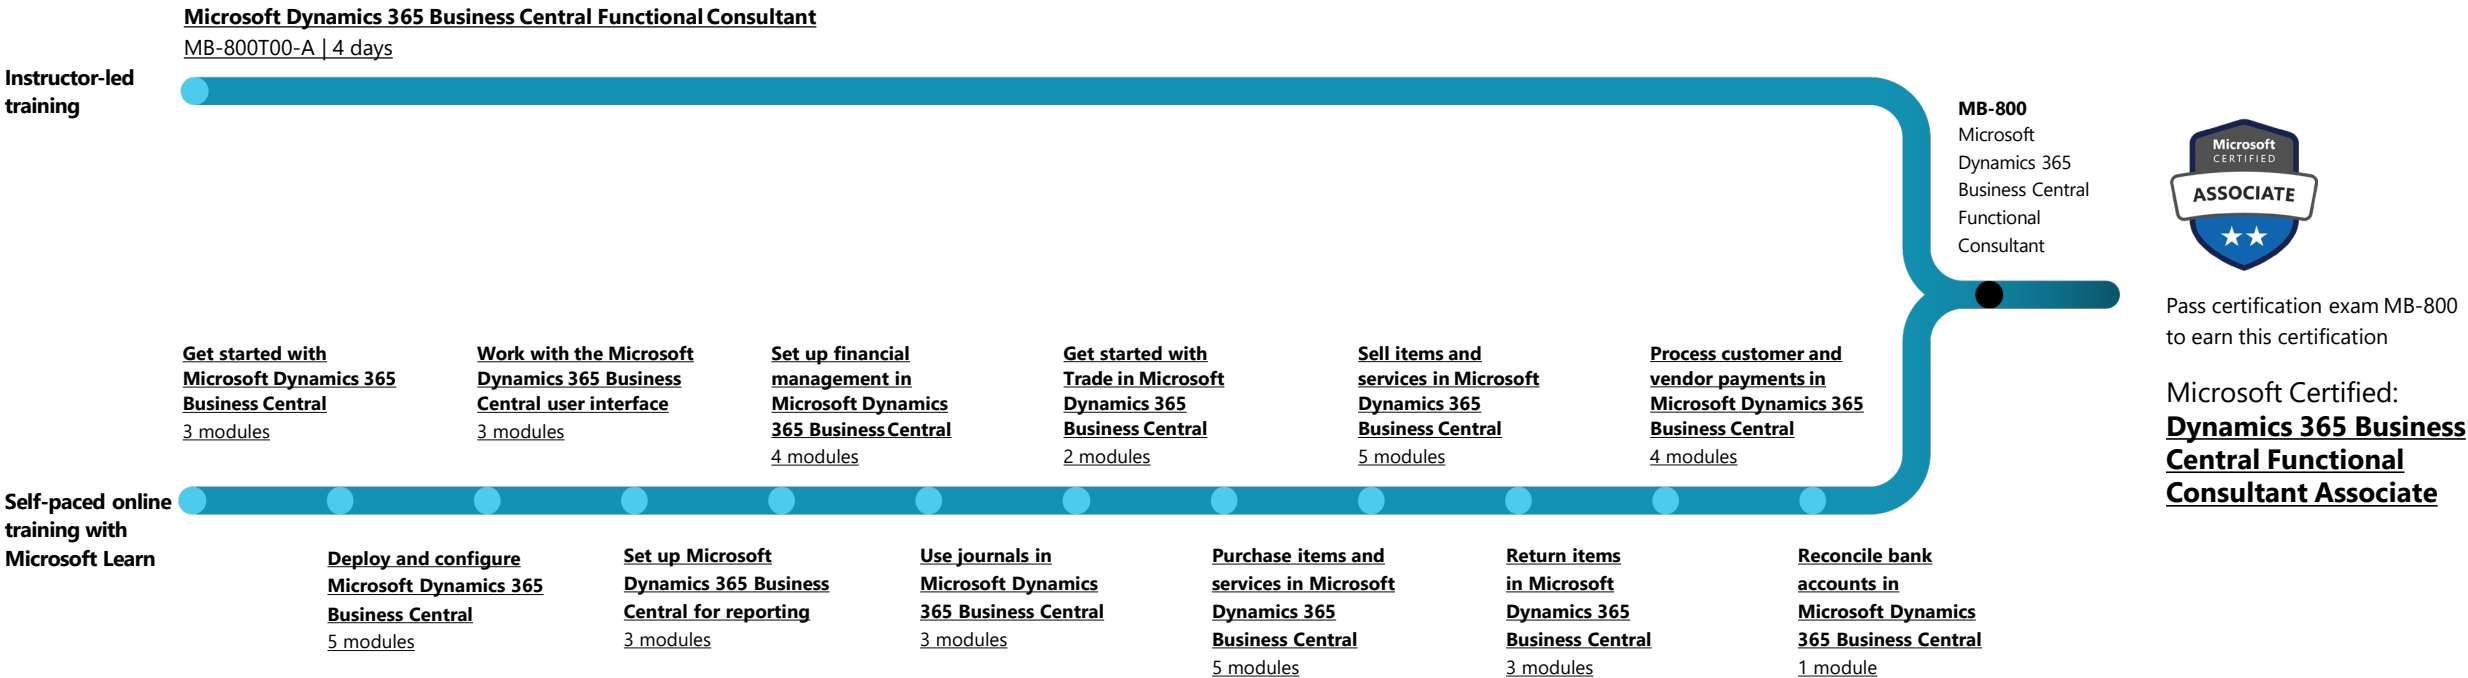 Microsoft Dynamics 365 Business Central Functional Consultant
MB-800T00-A | 4 days
Instructor-led
training
MB-800
Microsoft
Dynamics 365
Business Central
Functional
Consultant
Microsoft
CERTIFIED
ASSOCIATE
Pass certification exam MB-800
to earn this certification
Microsoft Certified:
Dynamics 365 Business
Central Functional
Consultant Associate
Get started with
Microsoft Dynamics 365
Business Central
3 modules
Work with the Microsoft
Dynamics 365 Business
Central user interface
3 modules
Set up financial
management in
Microsoft Dynamics
365 Business Central
4 modules
Get started with
Trade in Microsoft
Dynamics 365
Business Central
2 modules
Sell items and
services in Microsoft
Dynamics 365
Business Central
5 modules
Process customer and
vendor payments in
Microsoft Dynamics 365
Business Central
4 modules
Self-paced online
training with
Microsoft Learn
Deploy and configure
Microsoft Dynamics 365
Business Central
5 modules
Set up Microsoft
Dynamics 365 Business
Central for reporting
3 modules
Use journals in
Microsoft Dynamics
365 Business Central
3 modules
Purchase items and
services in Microsoft
Dynamics 365
Business Central
5 modules
Return items
in Microsoft
Dynamics 365
Business Central
3 modules
Reconcile bank
accounts in
Microsoft Dynamics
365 Business Central
1 module